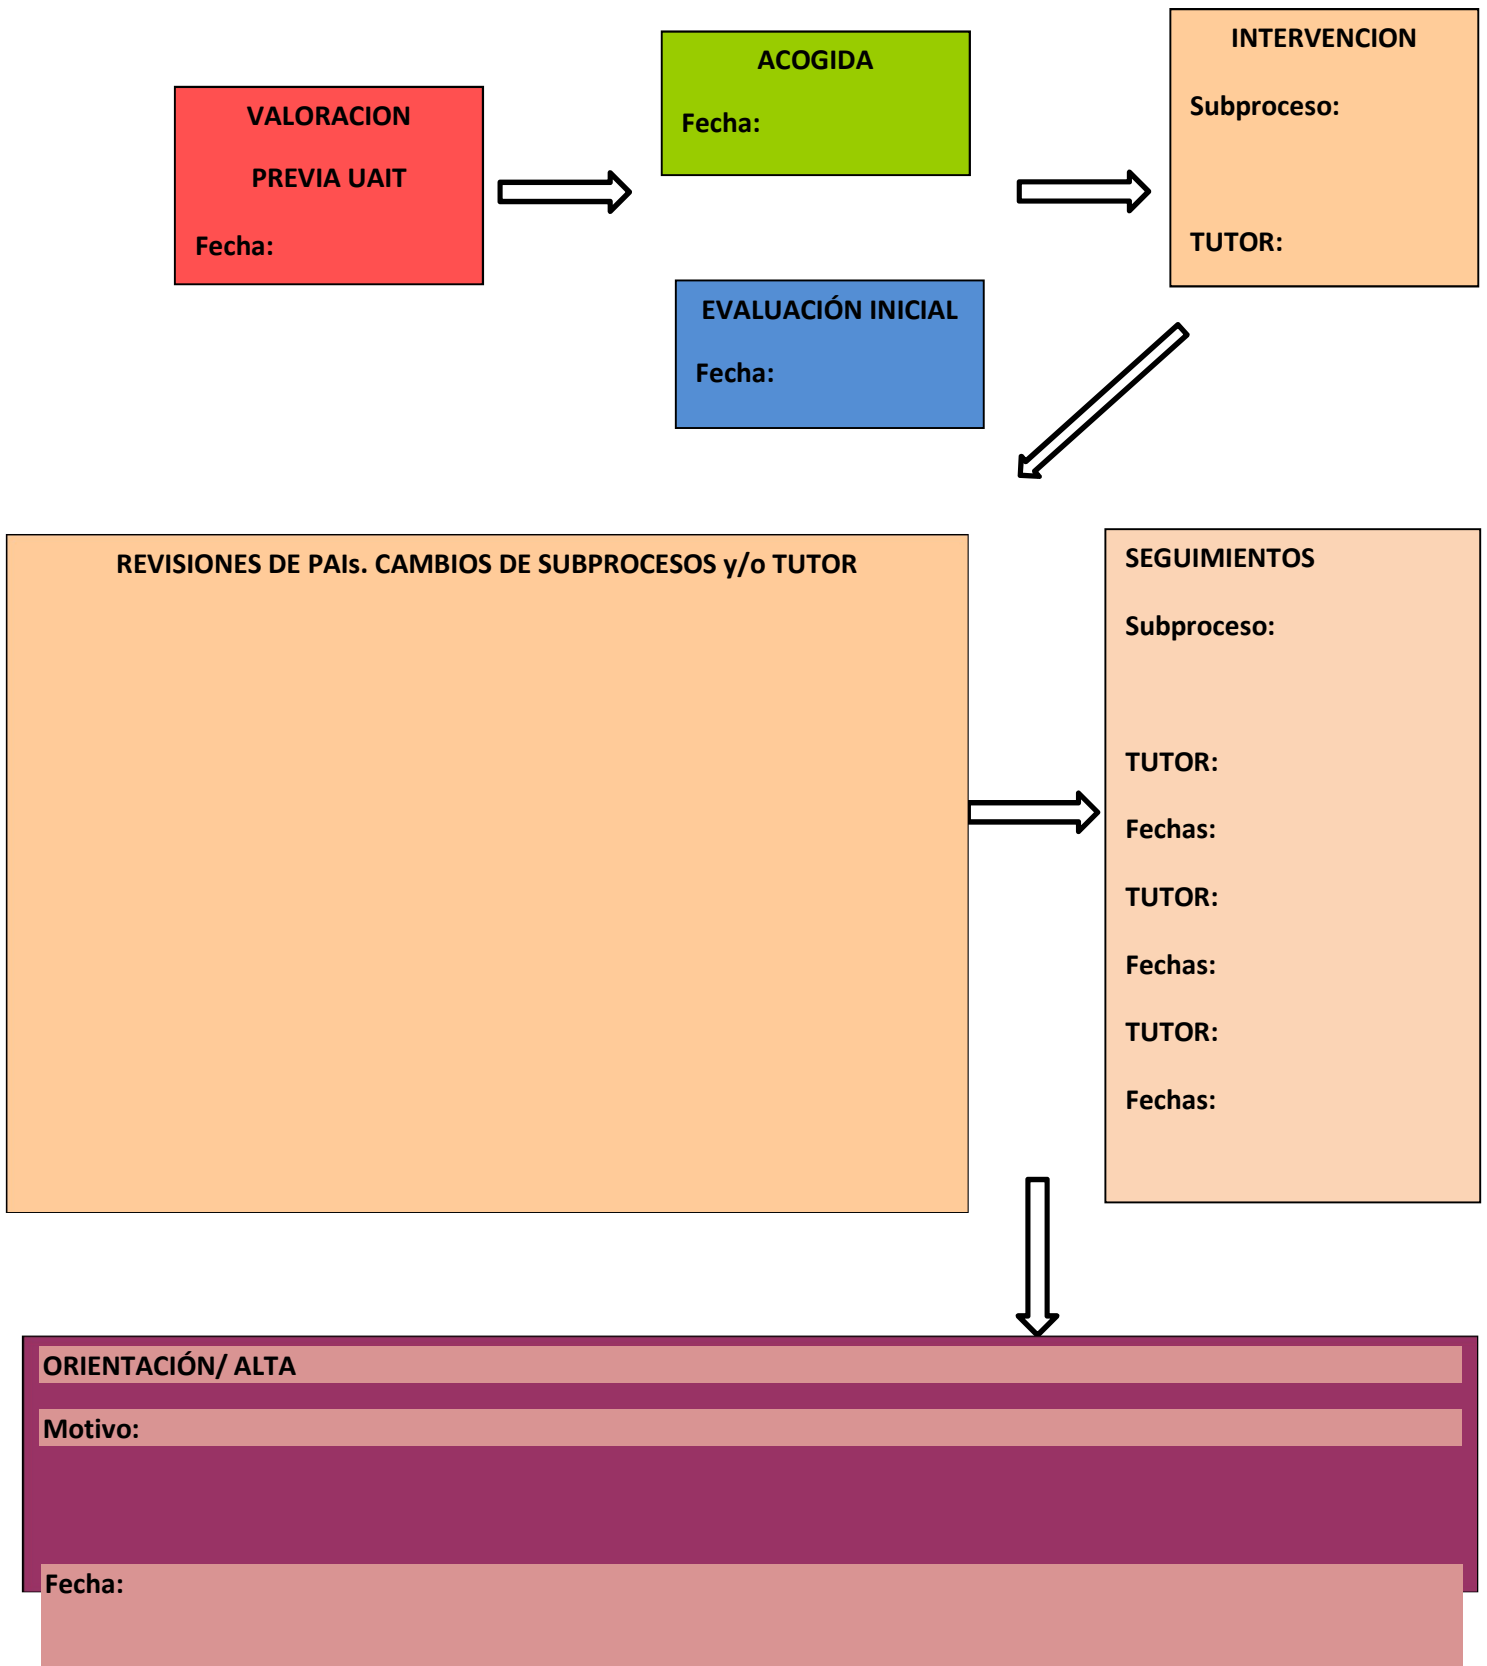 VALORACION
PREVIA UAIT
Fecha:
ACOGIDA
Fecha:
EVALUACIÓN INICIAL
Fecha:
INTERVENCION
Subproceso:
TUTOR:
REVISIONES DE PAIs. CAMBIOS DE SUBPROCESOS y/o TUTOR
SEGUIMIENTOS
Subproceso:
TUTOR:
Fechas:
TUTOR:
Fechas:
TUTOR:
Fechas:
ORIENTACIÓN/ ALTA
Motivo:
Fecha: